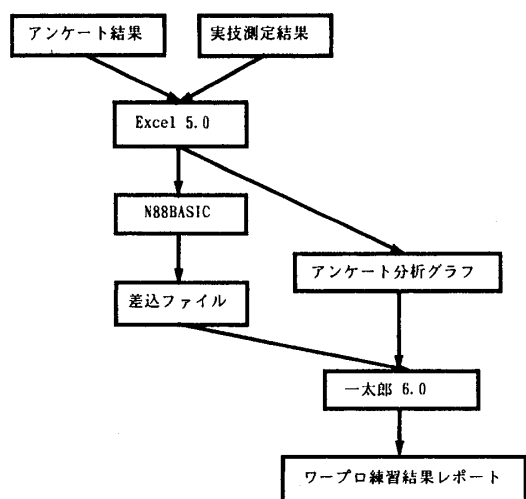 アンケート結果
実技測定結果
Excel 5.0
N88BASIC
アンケート分析グラフ
差込ファイル
一太郎 6.0
ワープロ練習結果レポート